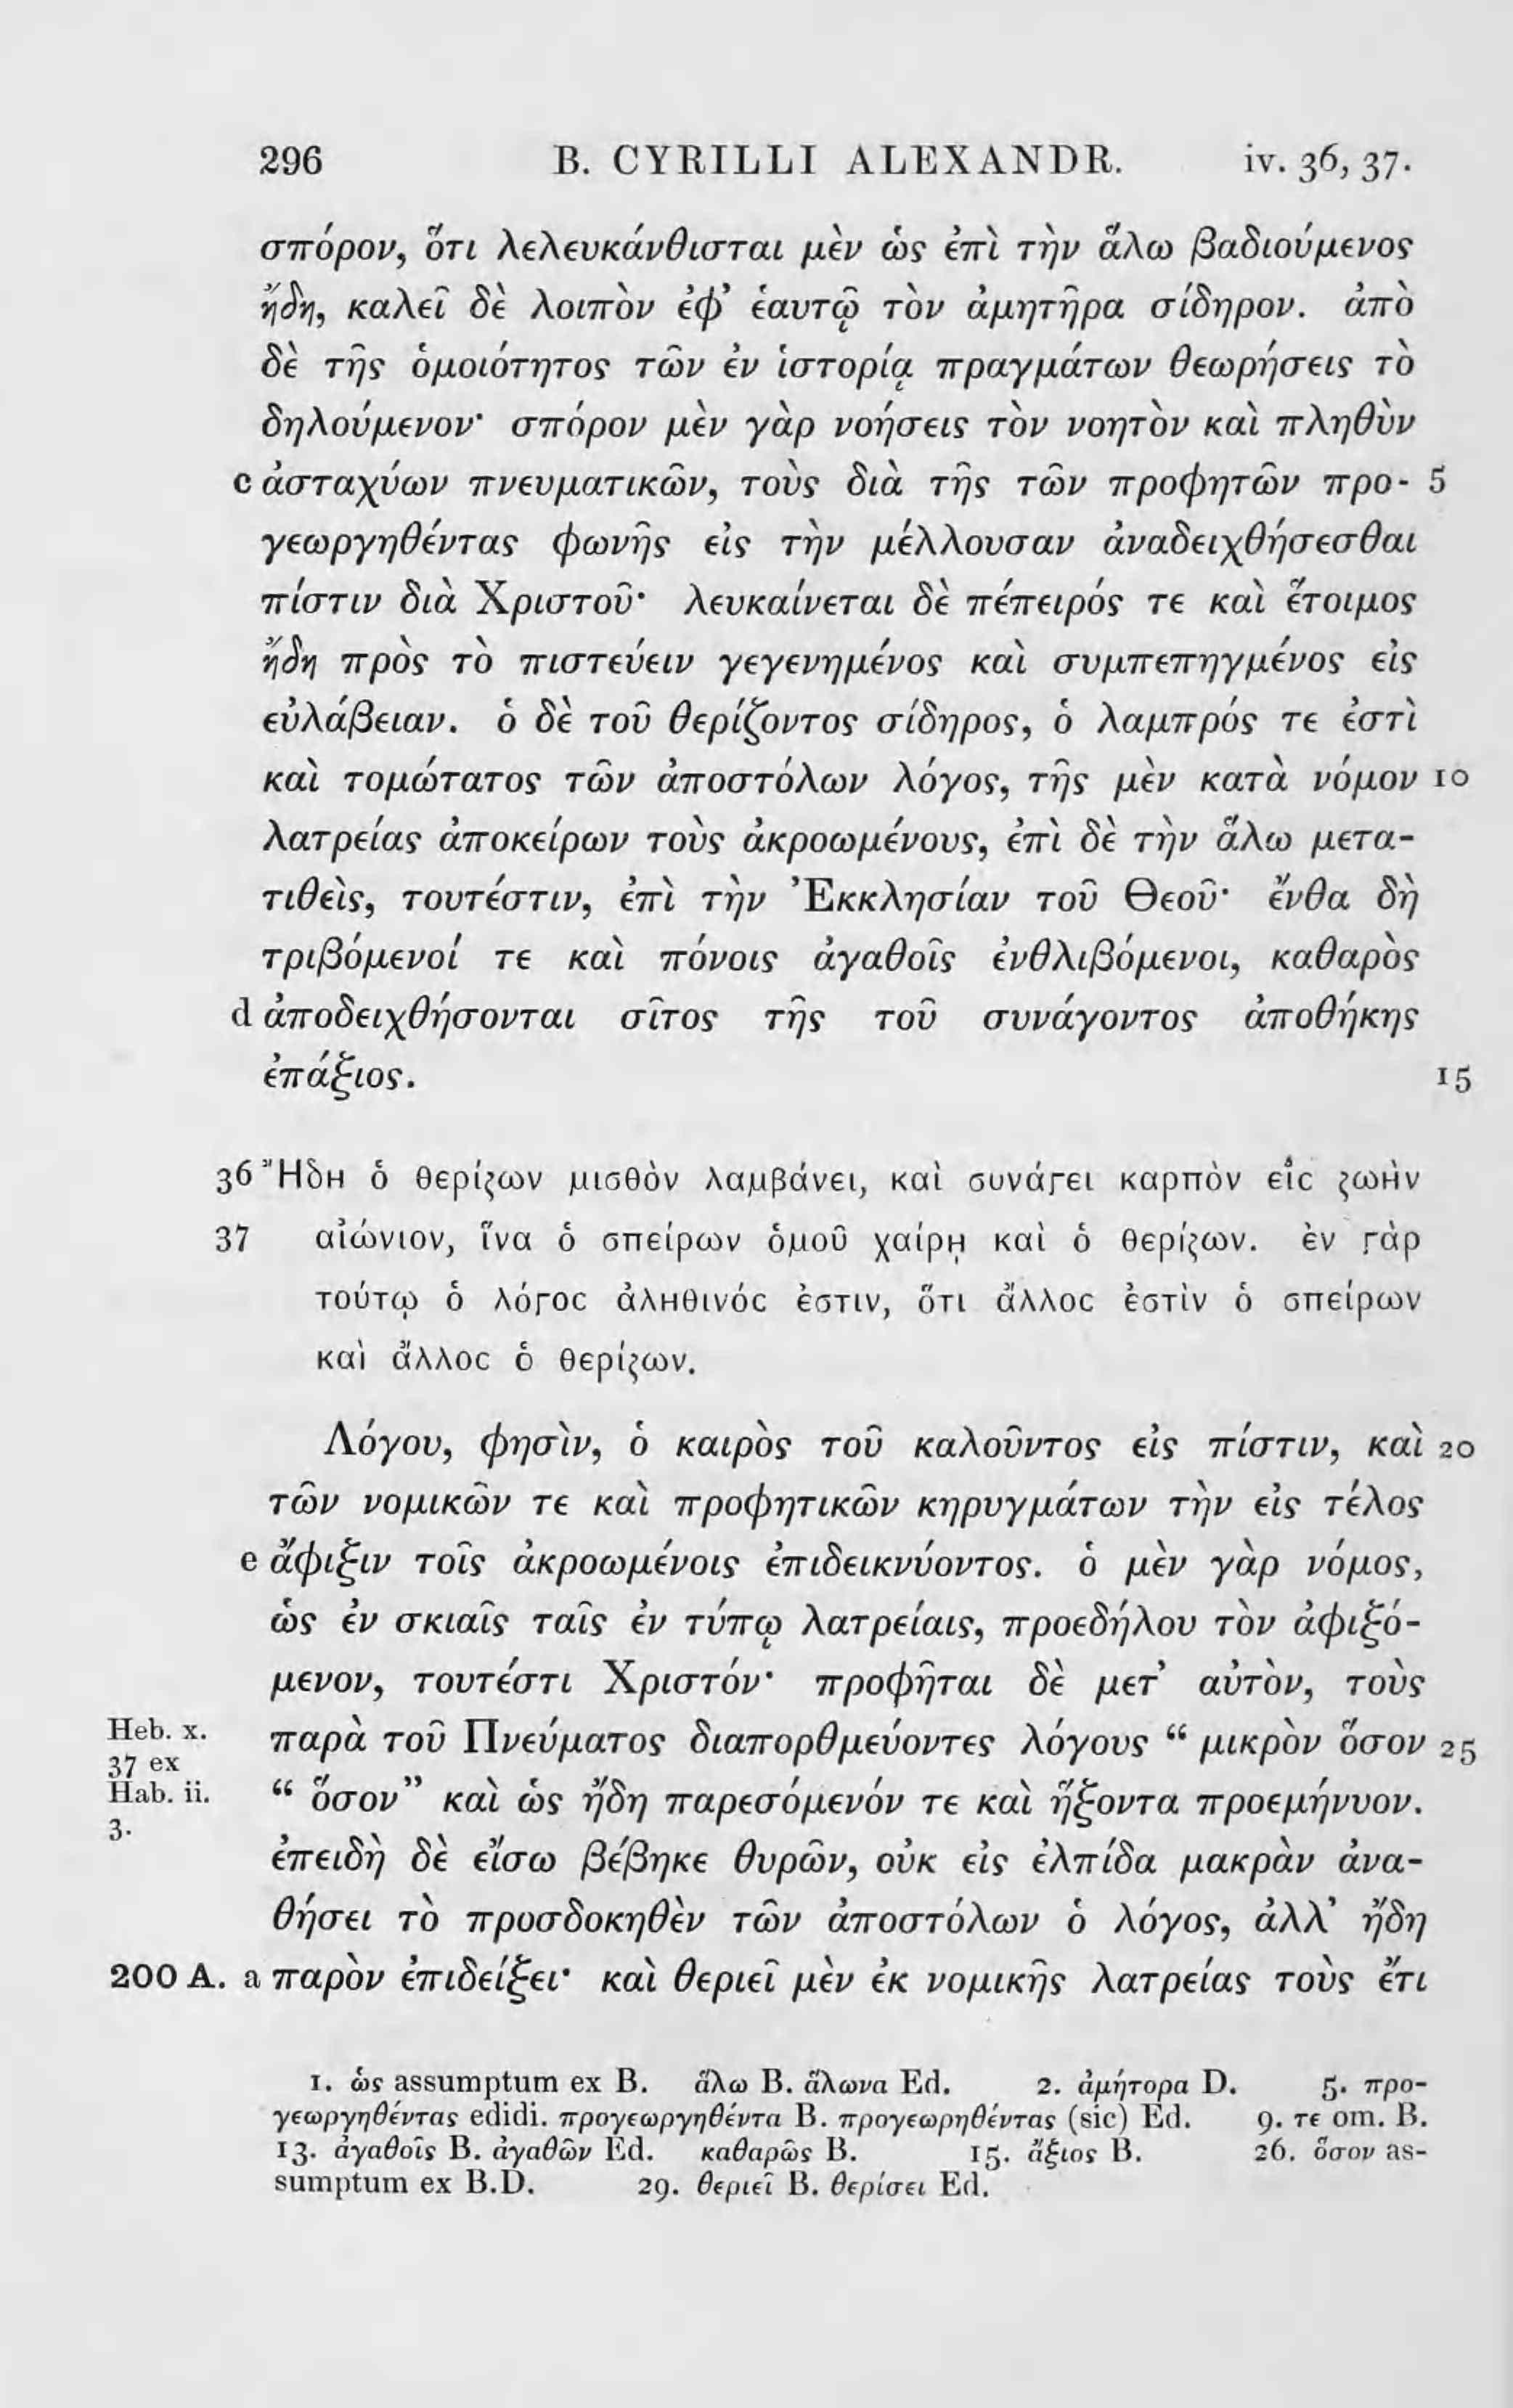 296 B. CYRILLI ALEXANDR. iv. 36, 37.
σπόρον, ὅτι λελευκάνθισται μὲν ὡς ἐπὶ τὴν ἅλω βαδιούμενος
ἤδη, καλεῖ δὲ λοιπὸν ἐφ’ ἑαυτῷ τὸν ἀμητῆρα σίδηρον. ἀπὸ
δὲ τῆς ὁμοιότητος τῶν ἐν ἱστορίᾳ πραγμάτων θεωρήσεις τὸ
δηλούμενον· σπόρον μὲν γὰρ νοήσεις τὸν νοητὸν καὶ πληθὺν
c ἀσταχύων πνευματικῶν, τοὺς διὰ τῆς τῶν προφητῶν προ- 5
γεωργηθέντας φωνῆς εἰς τὴν μέλλουσαν ἀναδειχθήσεσθαι
πίστιν διὰ Χριστοῦ· λευκαίνεται δὲ πέπειρός τε καὶ ἕτοιμος
ἤδη πρὸς τὸ πιστεύειν γεγενημένος καὶ συμπεπηγμένος εἰς
εὐλάβειαν. ὁ δὲ τοῦ θερίζοντος σίδηρος, ὁ λαμπρός τε ἐστὶ
καὶ τομώτατος τῶν ἀποστόλων λόγος, τῆς μὲν κατὰ νόμον 10
λατρείας ἀποκείρων τοὺς ἀκροωμένους, ἐπὶ δὲ τὴν ἅλω μετα-
τιθεὶς, τουτέστιν, ἐπὶ τὴν Ἐκκλησίαν τοῦ Θεοῦ· ἔνθα δὴ
τριβόμενοί τε καὶ πόνοις ἀγαθοῖς ἐνθλιβόμενοι, καθαρὸς
d ἀποδειχθήσονται σῖτος τῆς τοῦ συνάγοντος ἀποθήκης
ἐπάξιος. 15
36 Ἤδη ὁ θερίζων μισθὸν λαμβάνει, καὶ συνάγει καρπὸν εἰς ζωὴν
37 αἰώνιον, ἵνα ὁ σπείρων ὁμοῦ χαίρῃ καὶ ὁ θερίζων. ἐν γὰρ
τούτῳ ὁ λόγος ἀληθινός ἐστιν, ὅτι ἄλλος ἐστὶν ὁ σπείρων
καὶ ἄλλος ὁ θερίζων.
Λόγου, φησὶν, ὁ καιρὸς τοῦ καλοῦντος εἰς πίστιν, καὶ 20
τῶν νομικῶν τε καὶ προφητικῶν κηρυγμάτων τὴν εἰς τέλος
e ἄφιξιν τοῖς ἀκροωμένοις ἐπιδεικνύοντος. ὁ μὲν γὰρ νόμος,
ὡς ἐν σκιαῖς ταῖς ἐν τύπῳ λατρείαις, προεδήλου τὸν ἀφιξό-
μενον, τουτέστι Χριστόν· προφῆται δὲ μετ’ αὐτὸν, τοὺς
Heb. x. παρὰ τοῦ Πνεύματος διαπορθμεύοντες λόγους “ μικρὸν ὅσον 25
37 ex
Hab. ii. “ ὅσον” καὶ ὡς ἤδη παρεσόμενόν τε καὶ ἥξοντα προεμήνυον.
3.
ἐπειδὴ δὲ εἴσω βέβηκε θυρῶν, οὐκ εἰς ἐλπίδα μακρὰν ἀνα-
θήσει τὸ προσδοκηθὲν τῶν ἀποστόλων ὁ λόγος, ἀλλ’ ἤδη
200 A. a παρὸν ἐπιδείξει· καὶ θεριεῖ μὲν ἐκ νομικῆς λατρείας τοὺς ἔτι
1. ὡς assumptum ex B. ἅλω B. ἅλωνα Ed. 2. ἀμήτορα D. 5. προ-
γεωργηθέντας edidi. προγεωργηθέντα B. προγεωρηθέντας (sic) Ed. 9. τε om. B.
13. ἀγαθοῖς B. ἀγαθῶν Ed. καθαρῶς B. 15. ἄξιος B. 26. ὅσον as-
sumptum ex B.D. 29. θεριεῖ B. θερίσει Ed.